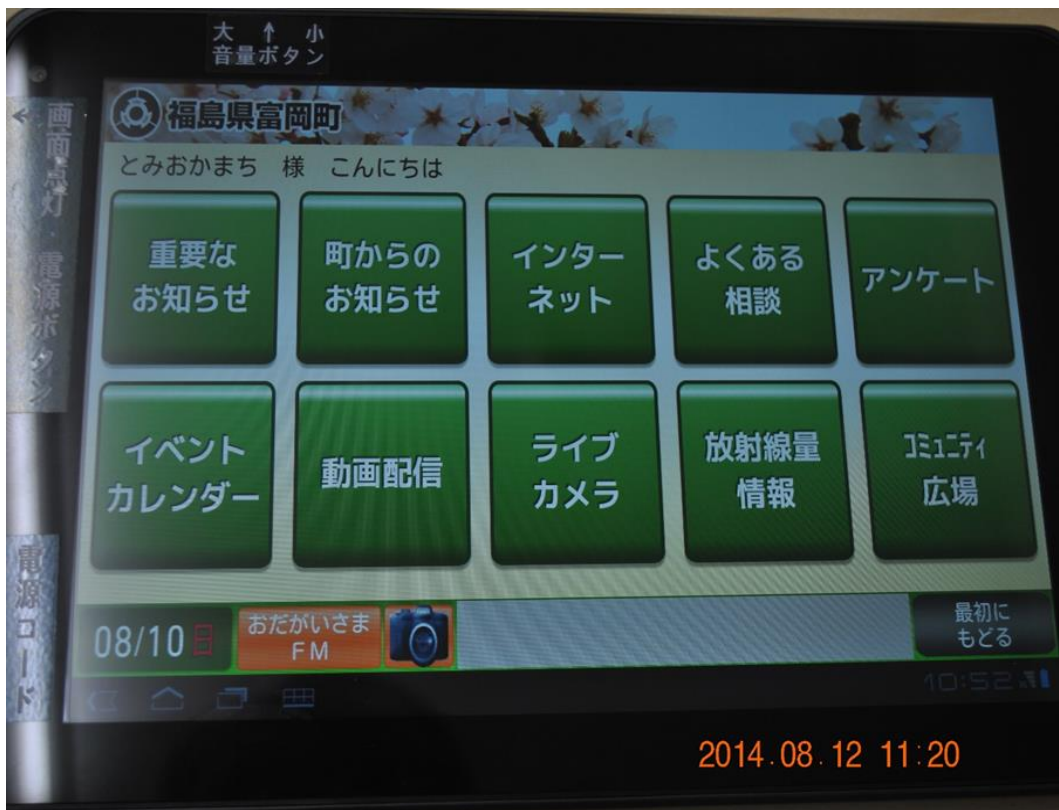 大 ↑ 小
音量ボタン
画面点灯・電源ボタン
電源コード
福島県富岡町
とみおかまち 様 こんにちは
重要な
お知らせ
町からの
お知らせ
インター
ネット
よくある
相談
アンケート
イベント
カレンダー
動画配信
ライブ
カメラ
放射線量
情報
コミュニティ
広場
08/10 日
おだがいさま
FM
最初に
もどる
10:52
2014.08.12 11:20